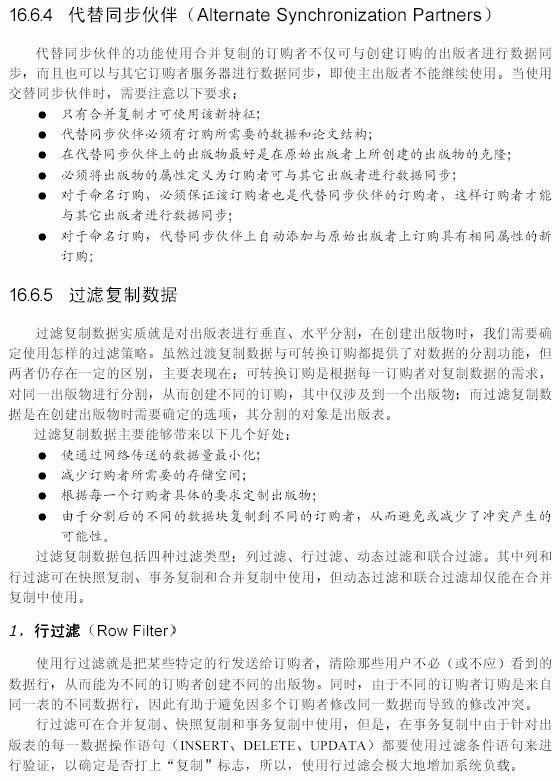 16.6.4 代替同步伙伴（Alternate Synchronization Partners）
代替同步伙伴的功能使用合并复制的订购者不仅可与创建订购的出版者进行数据同
步，而且也可以与其它订购者服务器进行数据同步，即使主出版者不能继续使用。当使用
交替同步伙伴时，需要注意以下要求：
● 只有合并复制才可使用该新特征；
● 代替同步伙伴必须有订购所需要的数据和论文结构；
● 在代替同步伙伴上的出版物最好是在原始出版者上所创建的出版物的克隆；
● 必须将出版物的属性定义为订购者可与其它出版者进行数据同步；
● 对于命名订购，必须保证该订购者也是代替同步伙伴的订购者，这样订购者才能
与其它出版者进行数据同步；
● 对于命名订购，代替同步伙伴上自动添加与原始出版者上订购具有相同属性的新
订购；
16.6.5 过滤复制数据
过滤复制数据实质就是对出版表进行垂直、水平分割，在创建出版物时，我们需要确
定使用怎样的过滤策略。虽然过渡复制数据与可转换订购都提供了对数据的分割功能，但
两者仍存在一定的区别，主要表现在：可转换订购是根据每一订购者对复制数据的需求，
对同一出版物进行分割，从而创建不同的订购，其中仅涉及到一个出版物；而过滤复制数
据是在创建出版物时需要确定的选项，其分割的对象是出版表。
过滤复制数据主要能够带来以下几个好处：
● 使通过网络传送的数据量最小化；
● 减少订购者所需要的存储空间；
● 根据每一个订购者具体的要求定制出版物；
● 由于分割后的不同的数据块复制到不同的订购者，从而避免或减少了冲突产生的
可能性。
过滤复制数据包括四种过滤类型：列过滤、行过滤、动态过滤和联合过滤。其中列和
行过滤可在快照复制、事务复制和合并复制中使用，但动态过滤和联合过滤却仅能在合并
复制中使用。
1．行过滤（Row Filter）
使用行过滤就是把某些特定的行发送给订购者，清除那些用户不必（或不应）看到的
数据行，从而能为不同的订购者创建不同的出版物。同时，由于不同的订购者订购是来自
同一表的不同数据行，因此有助于避免因多个订购者修改同一数据而导致的修改冲突。
行过滤可在合并复制、快照复制和事务复制中使用，但是，在事务复制中由于针对出
版表的每一数据操作语句（INSERT、DELETE、UPDATA）都要使用过滤条件语句来进
行验证，以确定是否打上“复制”标志，所以，使用行过滤会极大地增加系统负载。